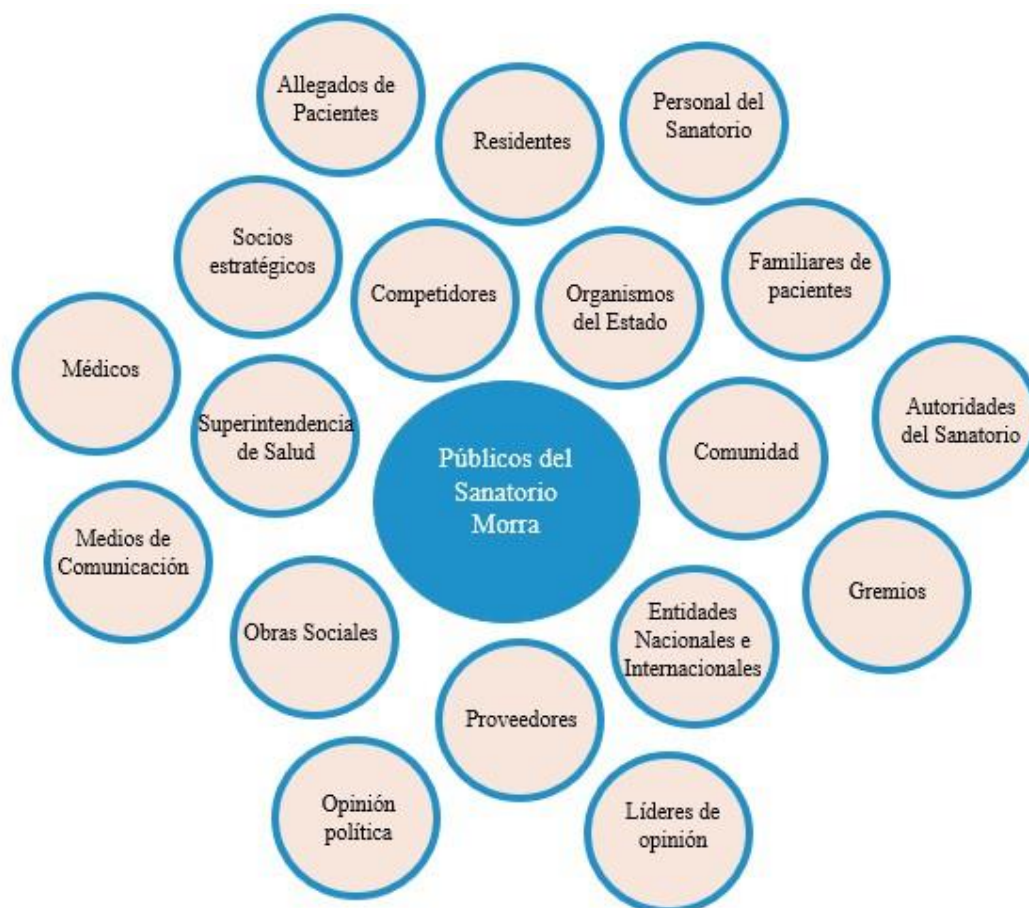 Allegados de
Pacientes
Residentes
Personal del
Sanatorio
Socios
estratégicos
Competidores
Organismos
del Estado
Familiares de
pacientes
Médicos
Superintendencia
de Salud
Públicos del
Sanatorio
Morra
Comunidad
Autoridades
del Sanatorio
Medios de
Comunicación
Obras Sociales
Proveedores
Entidades
Nacionales e
Internacionales
Gremios
Opinión
política
Líderes de
opinión